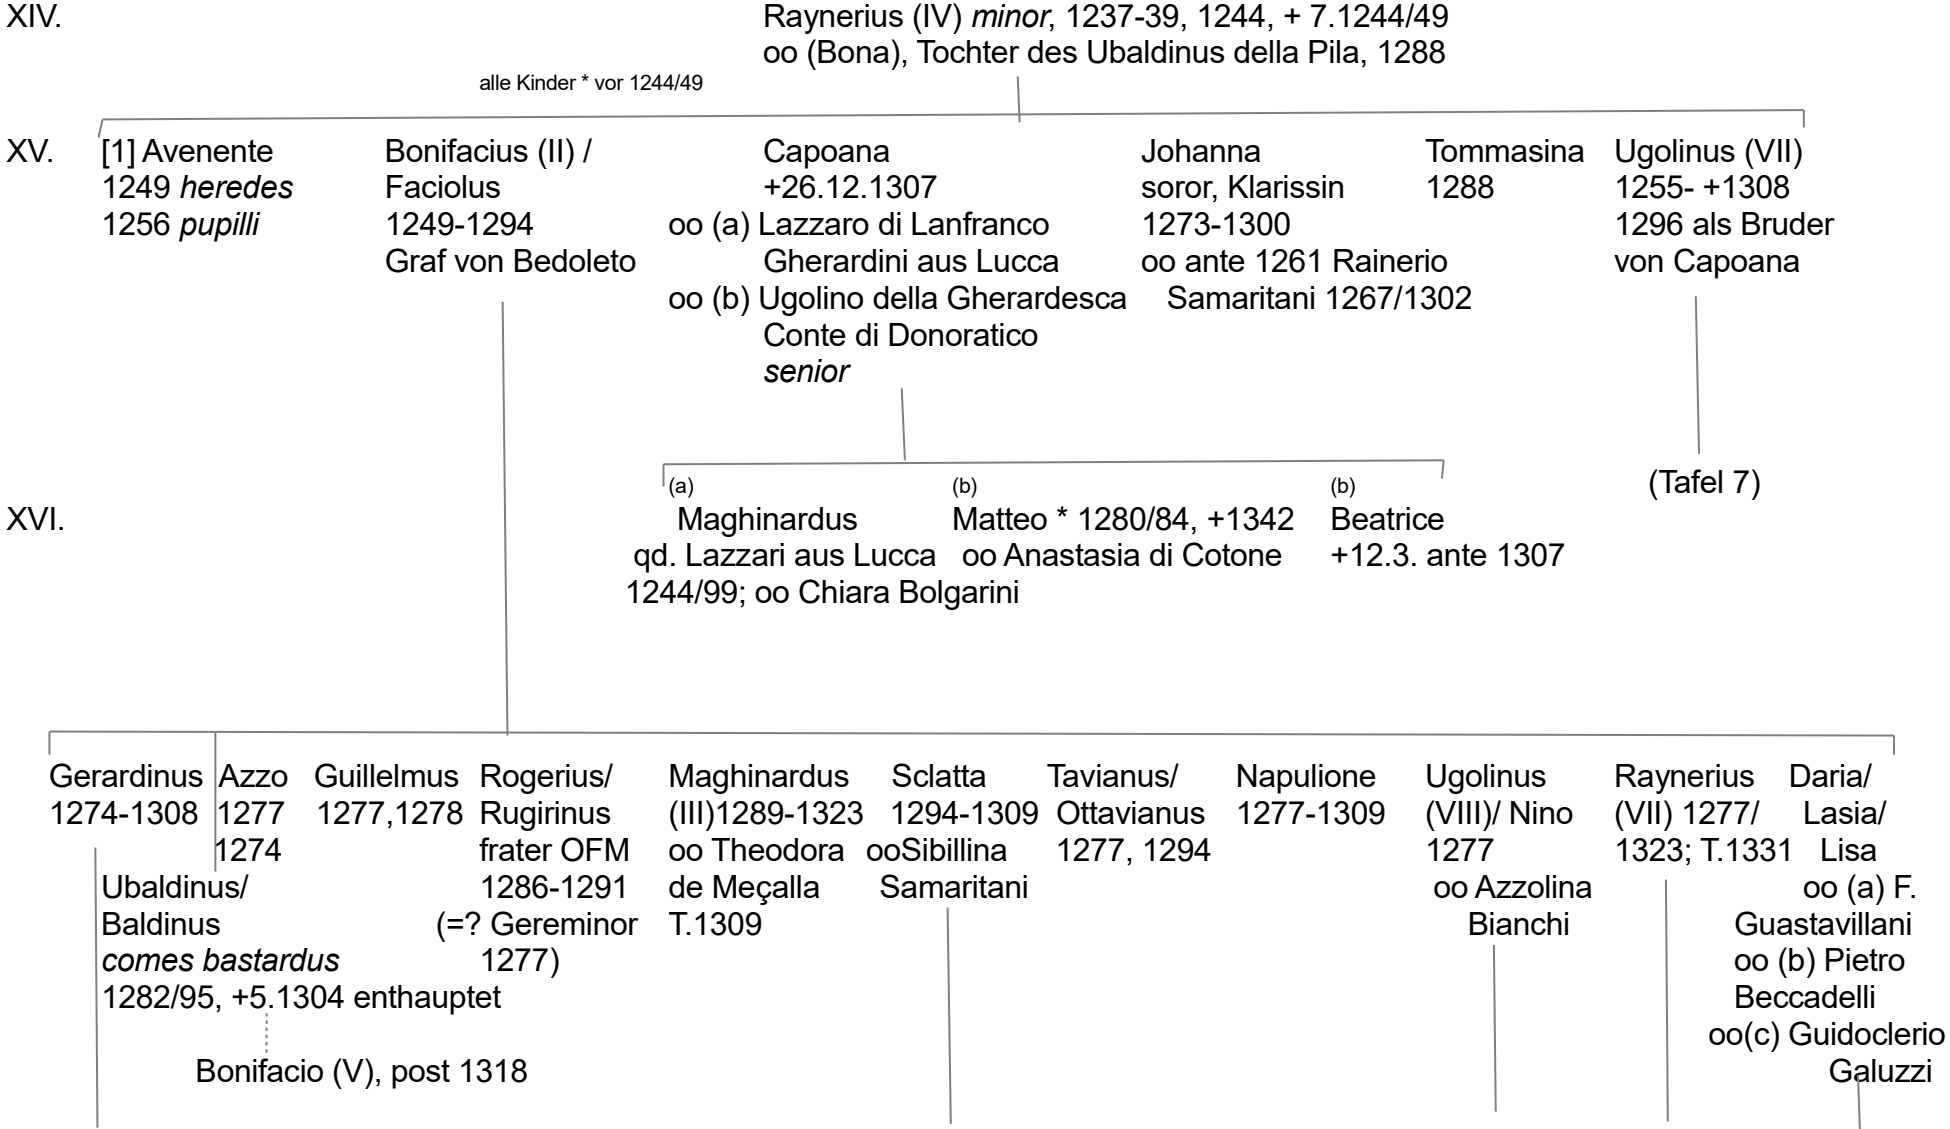 XIV.
Raynerius (IV) minor, 1237-39, 1244, + 7.1244/49
oo (Bona), Tochter des Ubaldinus della Pila, 1288
alle Kinder * vor 1244/49
XV.
[1] Avenente
1249 heredes
1256 pupilli
Bonifacius (II) /
Faciolus
1249-1294
Graf von Bedoleto
Capoana
+26.12.1307
oo (a) Lazzaro di Lanfranco
Gherardini aus Lucca
oo (b) Ugolino della Gherardesca
Conte di Donoratico
senior
Johanna
soror, Klarissin
1273-1300
oo ante 1261 Rainerio
Samaritani 1267/1302
Tommasina
1288
Ugolinus (VII)
1255- +1308
1296 als Bruder
von Capoana
(Tafel 7)
XVI.
(a)
Maghinardus
qd. Lazzari aus Lucca
1244/99; oo Chiara Bolgarini
(b)
Matteo * 1280/84, +1342
oo Anastasia di Cotone
(b)
Beatrice
+12.3. ante 1307
Gerardinus
1274-1308
Azzo
1277
1274
Ubaldinus/
Baldinus
comes bastardus
1282/95, +5.1304 enthauptet
Bonifacio (V), post 1318
Guillelmus
1277,1278
Rogerius/
Rugirinus
frater OFM
1286-1291
(=? Gereminor
1277)
Maghinardus
(III)1289-1323
oo Theodora
de Meçalla
T.1309
Sclatta
1294-1309
ooSibillina
Samaritani
Tavianus/
Ottavianus
1277, 1294
Napulione
1277-1309
Ugolinus
(VIII)/ Nino
1277
oo Azzolina
Bianchi
Raynerius
(VII) 1277/
1323; T.1331
Daria/
Lasia/
Lisa
oo (a) F.
Guastavillani
oo (b) Pietro
Beccadelli
oo(c) Guidoclerio
Galuzzi